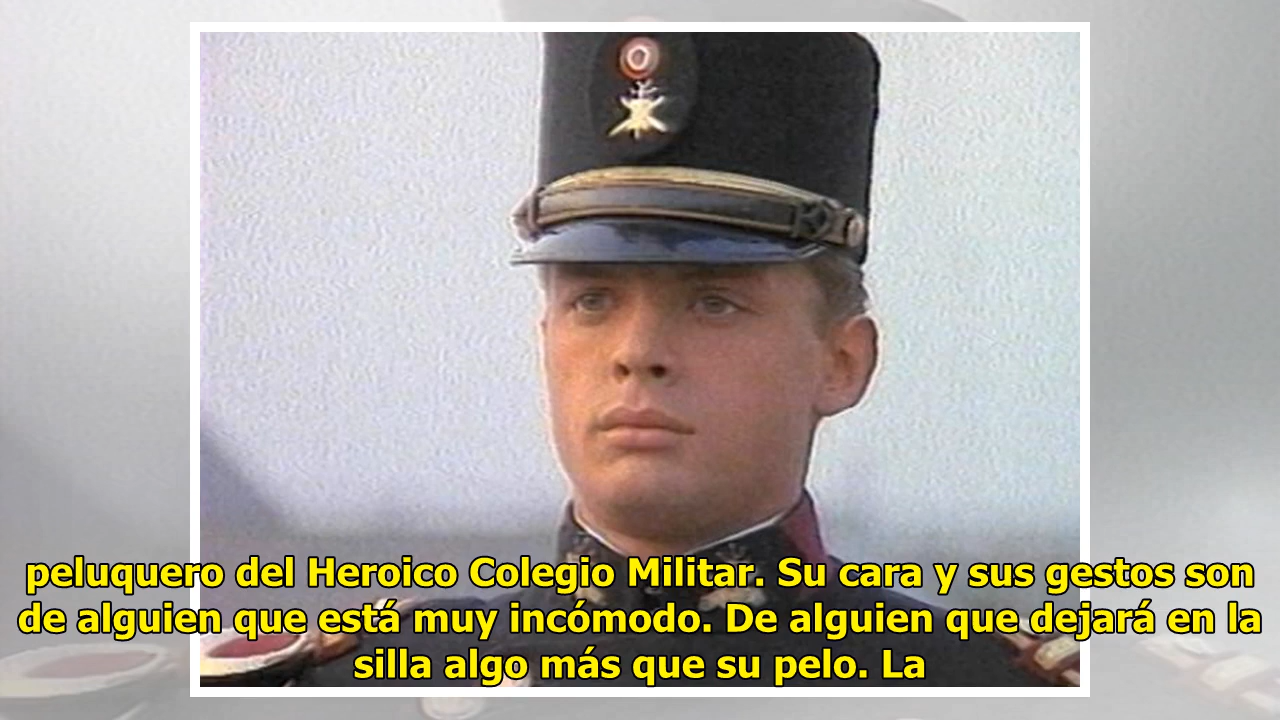 peluquero del Heroico Colegio Militar. Su cara y sus gestos son
de alguien que está muy incómodo. De alguien que dejará en la
silla algo más que su pelo. La